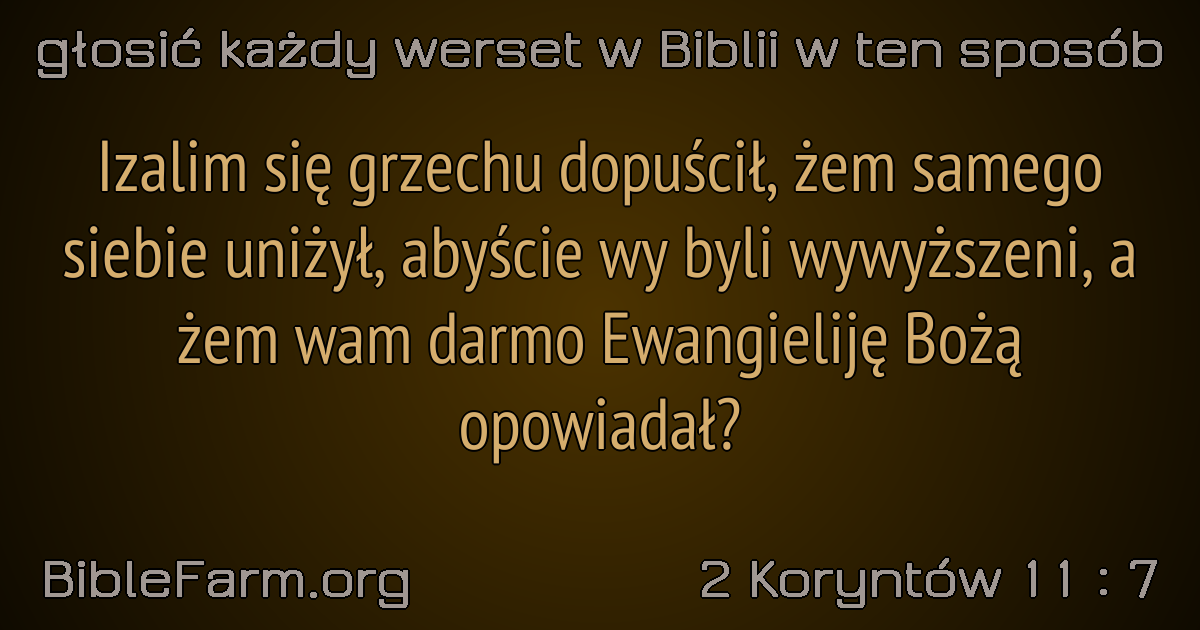 głosić każdy werset w Biblii w ten sposób
Izalim się grzechu dopuścił, żem samego
siebie uniżył, abyście wy byli wywyższeni, a
żem wam darmo Ewangieliję Bożą
opowiadał?
BibleFarm.org
2 Koryntów 11 : 7